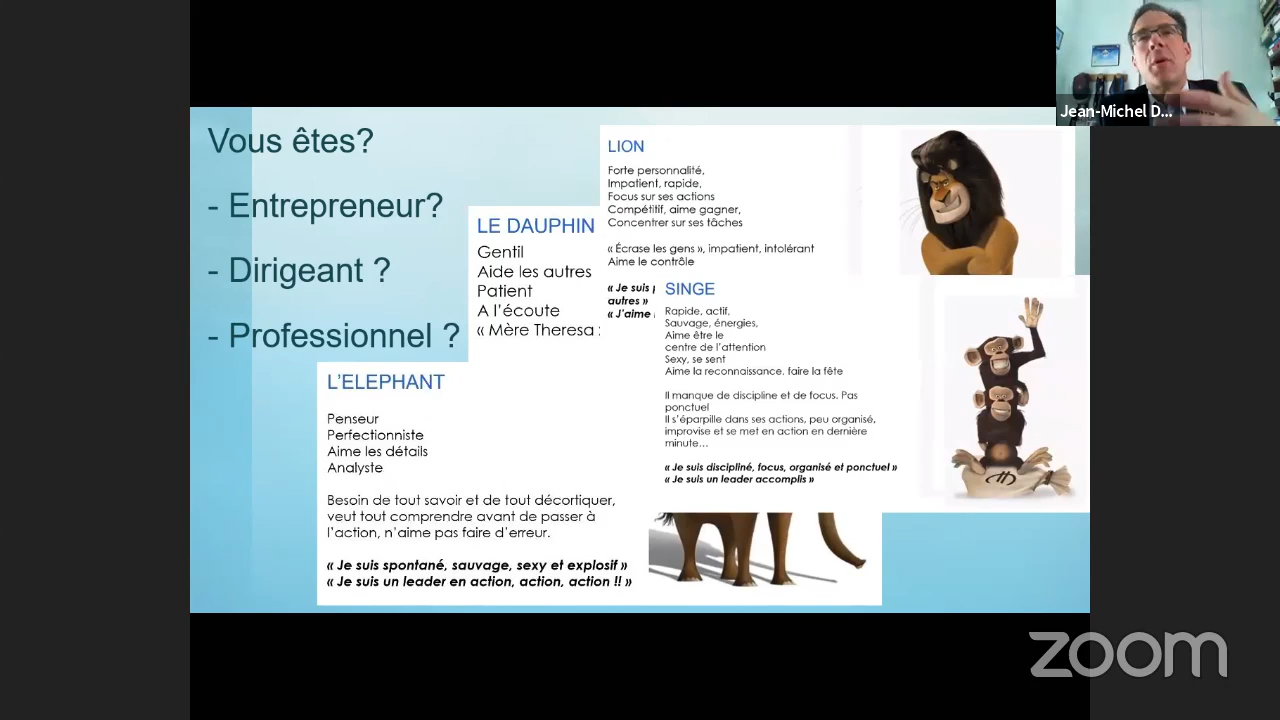 Vous êtes?
- Entrepreneur?
- Dirigeant ?
- Professionnel ?
LION
Forte personnalité,
Impatient, rapide,
Focus sur ses actions
Compétitif, aime gagner,
Concentrer sur ses tâches
« Écrase les gens », impatient, intolérant
Aime le contrôle
« Je suis
autres »
« J'aime
LE DAUPHIN
Gentil
Aide les autres
Patient
A l'écoute
« Mère Theresa
SINGE
Rapide, actif,
Sauvage, énergies,
Aime être le
centre de l'attention
Sexy, se sent
Aime la reconnaissance. faire la fête
Il manque de discipline et de focus. Pas
ponctuel
Il s'éparpille dans ses actions, peu organisé,
improvise et se met en action en dernière
minute…
« Je suis discipliné, focus, organisé et ponctuel »
« Je suis un leader accomplis »
L'ELEPHANT
Penseur
Perfectionniste
Aime les détails
Analyste
Besoin de tout savoir et de tout décortiquer,
veut tout comprendre avant de passer à
l'action, n'aime pas faire d'erreur.
« Je suis spontané, sauvage, sexy et explosif »
« Je suis un leader en action, action, action !! »
Jean-Michel D...
zoom